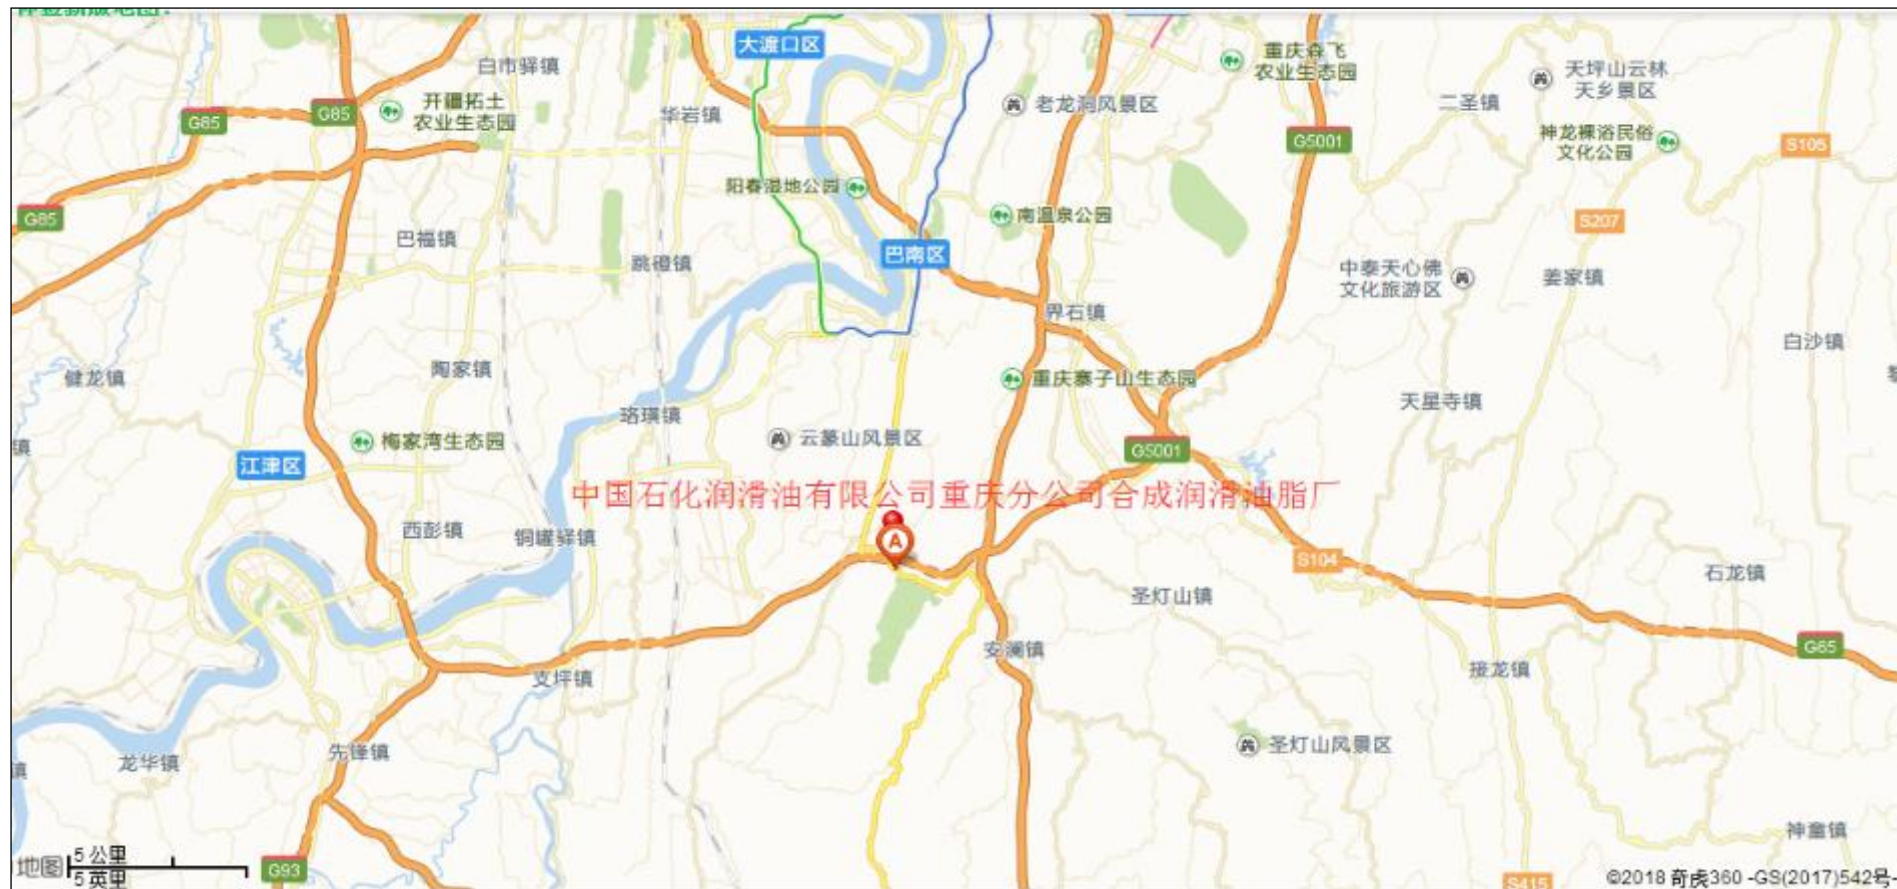 体验新版地图！
大渡口区
白市驿镇
重庆森飞
农业生态园
天坪山云林
天乡景区
G85
G85
开疆拓土
农业生态园
华岩镇
老龙洞风景区
二圣镇
G5001
神龙裸浴民俗
文化公园
S105
阳春湿地公园
G85
南温泉公园
S207
巴福镇
跳磴镇
巴南区
中泰天心佛
文化旅游区
姜家镇
界石镇
白沙镇
健龙镇
陶家镇
重庆寨子山生态园
珞璜镇
天星寺镇
镇
梅家湾生态园
云篆山风景区
G5001
江津区
中国石化润滑油有限公司重庆分公司合成润滑油脂厂
西彭镇
铜罐驿镇
A
S104
石龙镇
圣灯山镇
安澜镇
G65
支坪镇
接龙镇
圣灯山风景区
先锋镇
龙华镇
镇
神童镇
地图
5 公里
5 英里
G93
S415
©2018 奇虎360 -GS(2017)542号-